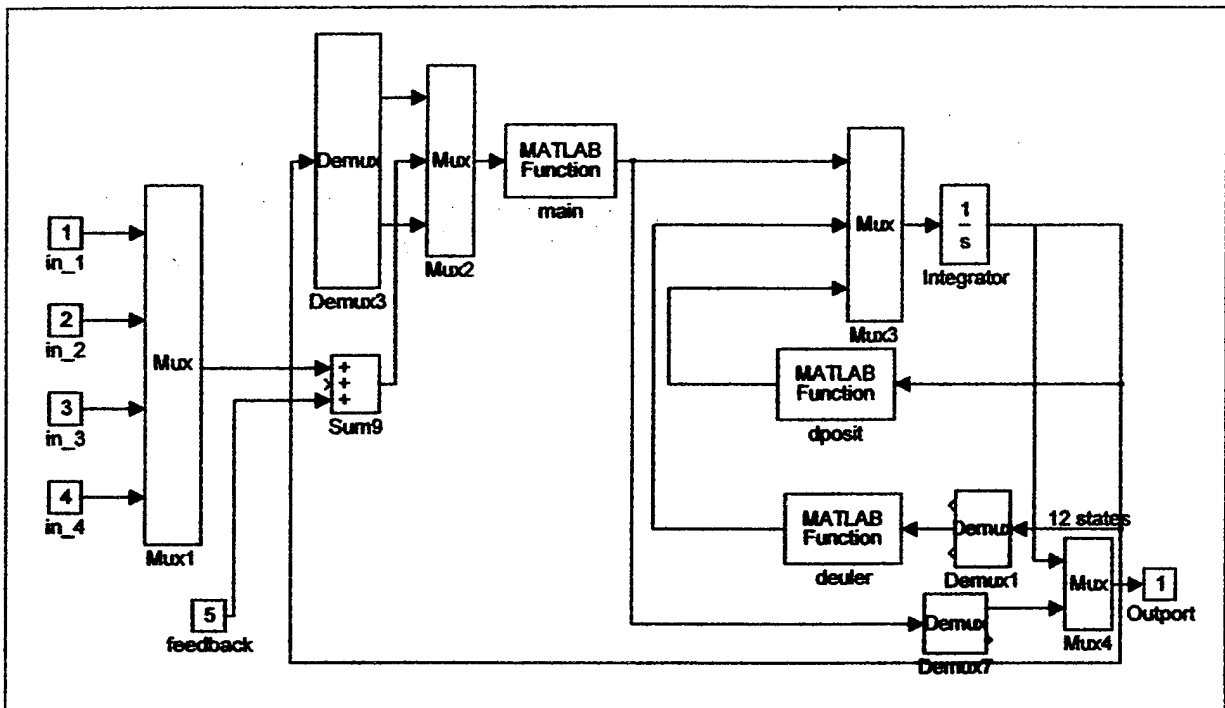 1
in_1
2
in_2
3
in_3
4
in_4
Mux
Mux1
5
feedback
Demux
Demux3
+
+
+
Sum9
Mux
Mux2
MATLAB
Function
main
Mux
Mux3
1
s
Integrator
MATLAB
Function
dposit
MATLAB
Function
deuler
Demux
Demux1
12 states
Demux
Demux7
Mux
Mux4
1
Outport